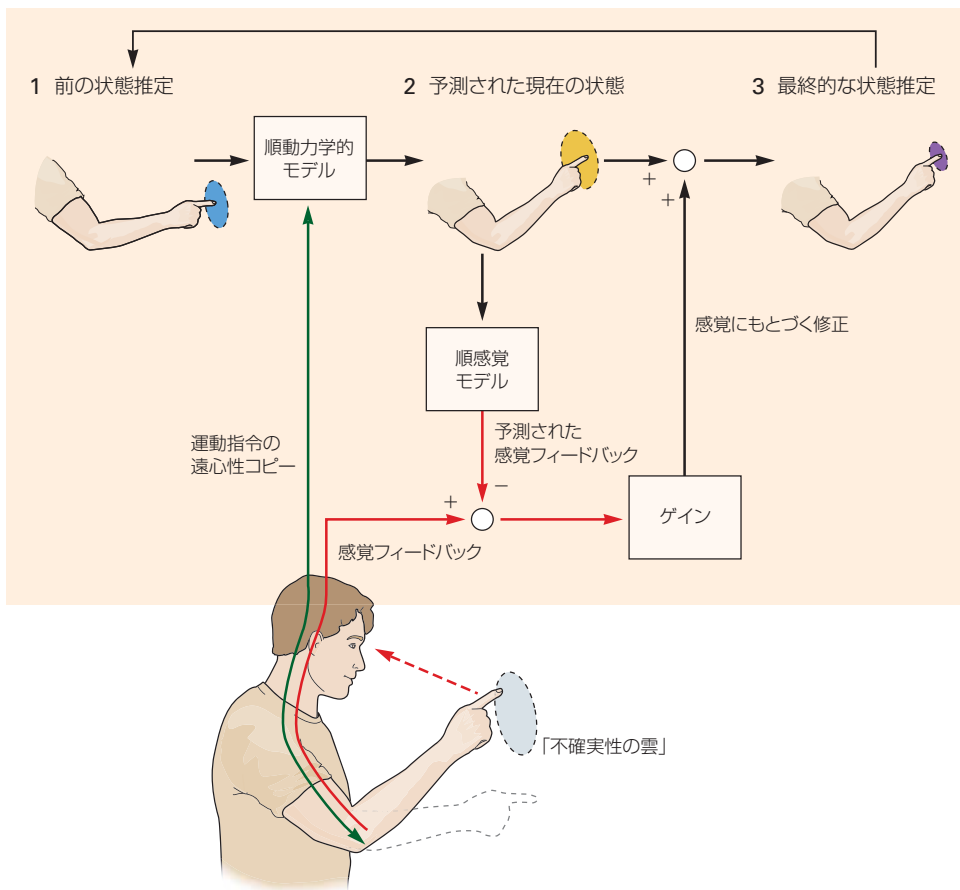 1 前の状態推定
2 予測された現在の状態
3 最終的な状態推定
順動力学的
モデル
+
+
感覚にもとづく修正
順感覚
モデル
運動指令の
遠心性コピー
予測された
感覚フィードバック
−
+
ゲイン
感覚フィードバック
「不確実性の雲」